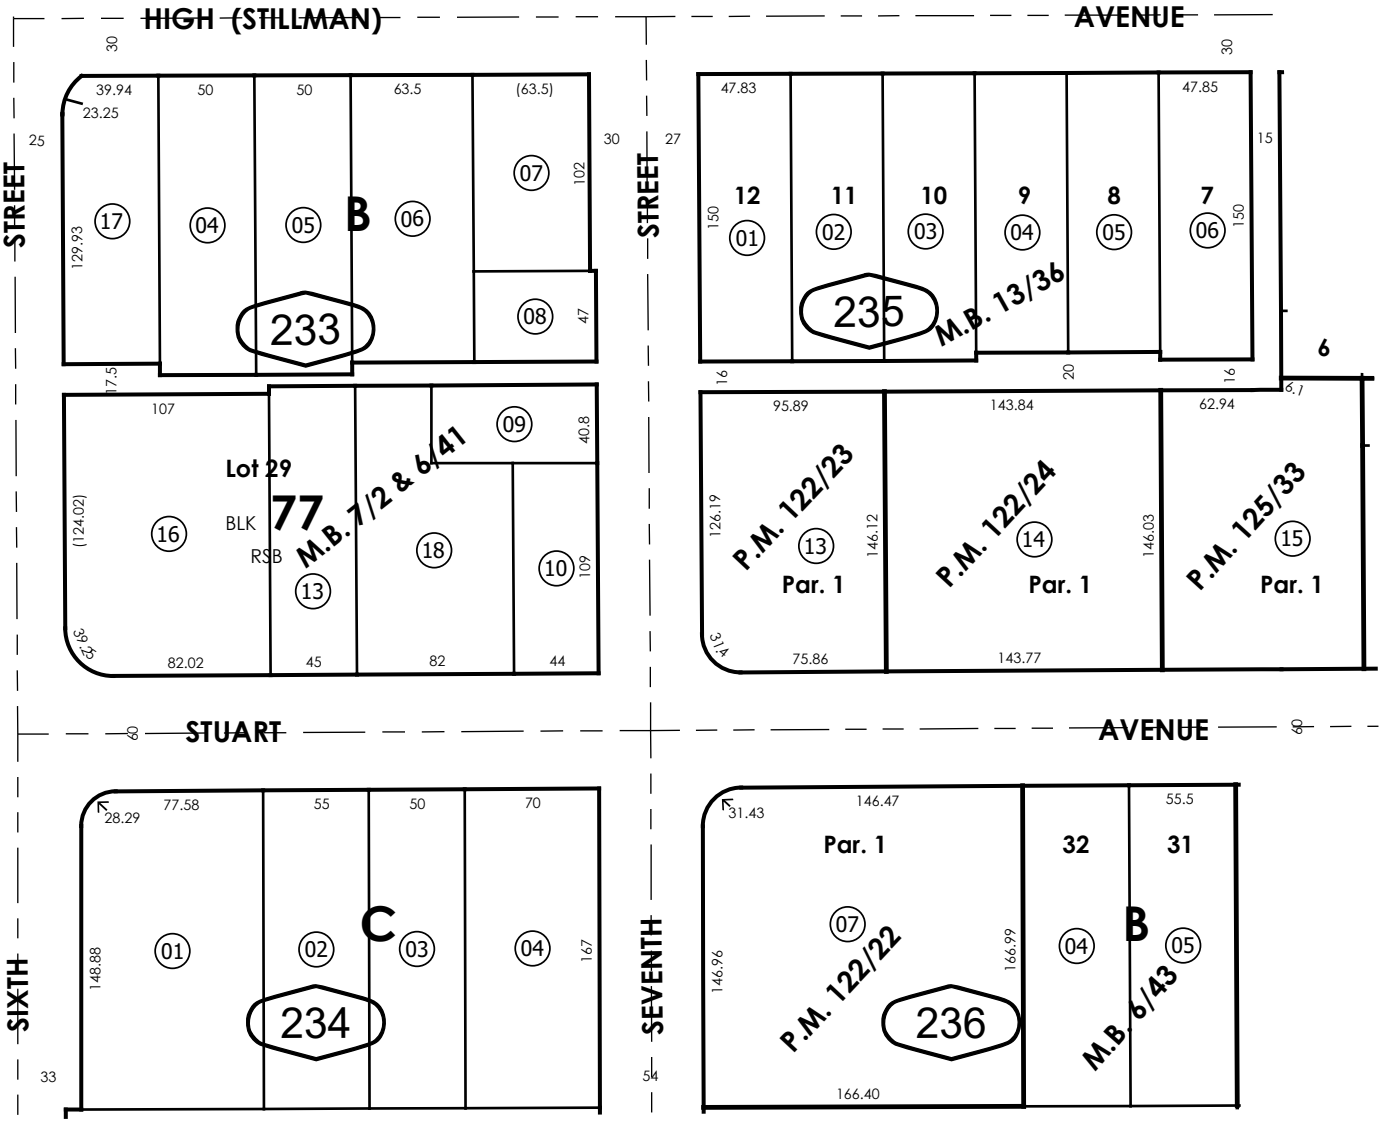 HIGH (STILLMAN) AVENUE
30 30
39.94 50 50 63.5 (63.5) 47.83 47.85
23.25
25 30 27 15
STREET STREET
102
07
17 04 05 B 06
129.93
12 11 10 9 8 7
150 01 02 03 04 05 06 150
233 08 47
235 M.B. 13/36
6
17.5 16 20 16
6.1
107 95.89 143.84 62.94
09 40.8
Lot 29
BLK 77
RSB
M.B. 7/2 & 6/41
(124.02) 16 13 18 10 109
126.19 P.M. 122/23 13 146.12 P.M. 122/24 14 146.03 P.M. 125/33 15
Par. 1 Par. 1 Par. 1
39.25 31.4
82.02 45 82 44 75.86 143.77
60 STUART AVENUE 60
77.58 55 50 70 146.47 55.5
28.29 31.43
Par. 1 32 31
C B
01 02 03 04 07 04 05
148.88 167 146.96 166.99
P.M. 122/22 M.B. 6/43
SIXTH SEVENTH
234 236
33 54
166.40